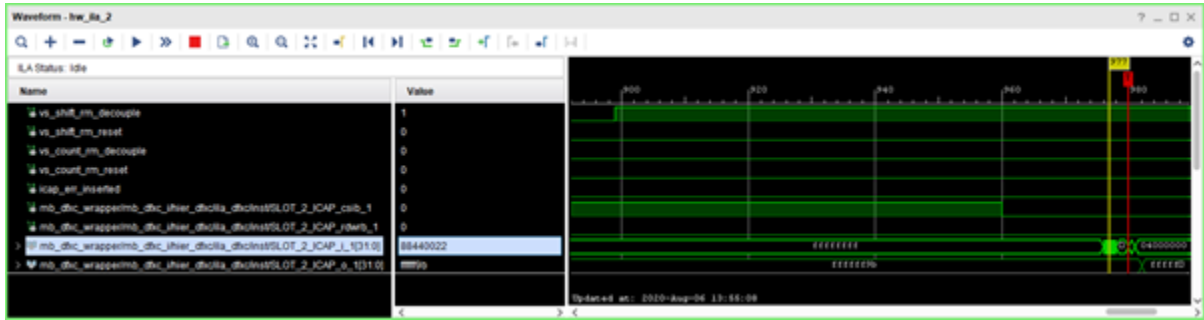 Waveform - hw_ila_2
ILA Status: Idle
Name Value
900 920 940 960 980
vs_shift_rm_decouple 1
vs_shift_rm_reset 0
vs_count_rm_decouple 0
vs_count_rm_reset 0
icap_err_inserted 0
mb_dfxc_wrapper/mb_dfxc_i/hier_dfxc/ila_dfxc/inst/SLOT_2_ICAP_csib_1 0
mb_dfxc_wrapper/mb_dfxc_i/hier_dfxc/ila_dfxc/inst/SLOT_2_ICAP_rdwrb_1 0
mb_dfxc_wrapper/mb_dfxc_i/hier_dfxc/ila_dfxc/inst/SLOT_2_ICAP_i_1[31:0] 88440022 ffffffff 04000000
mb_dfxc_wrapper/mb_dfxc_i/hier_dfxc/ila_dfxc/inst/SLOT_2_ICAP_o_1[31:0] ffffff9b ffffff9b
Updated at: 2020-Aug-06 13:55:08